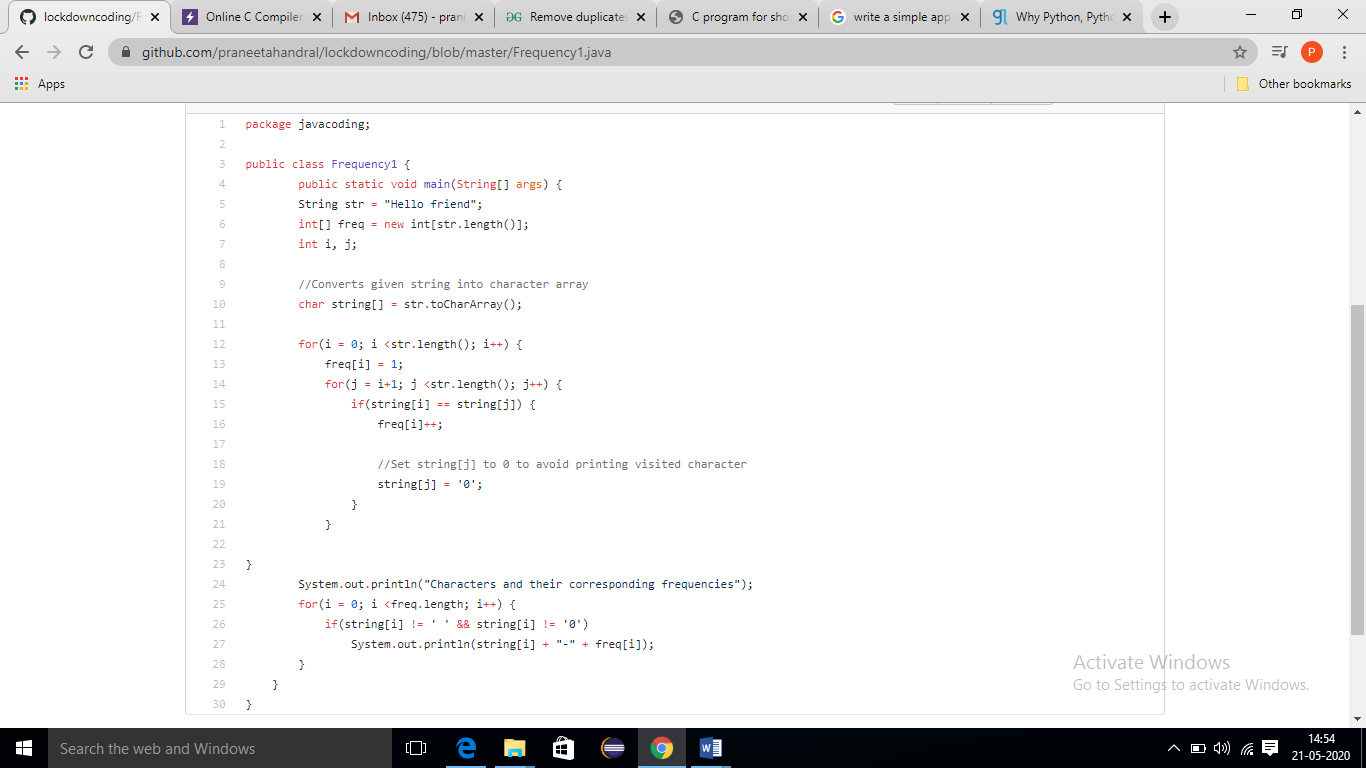 lockdowncoding/F
Online C Compiler
Inbox (475) - prani
Remove duplicate
C program for sho
write a simple app
Why Python, Pytho
github.com/praneetahandral/lockdowncoding/blob/master/Frequency1.java
P
Apps
Other bookmarks
1 package javacoding;
2
3 public class Frequency1 {
4 public static void main(String[] args) {
5 String str = "Hello friend";
6 int[] freq = new int[str.length()];
7 int i, j;
8
9 //Converts given string into character array
10 char string[] = str.toCharArray();
11
12 for(i = 0; i <str.length(); i++) {
13 freq[i] = 1;
14 for(j = i+1; j <str.length(); j++) {
15 if(string[i] == string[j]) {
16 freq[i]++;
17
18 //Set string[j] to 0 to avoid printing visited character
19 string[j] = '0';
20 }
21 }
22
23 }
24 System.out.println("Characters and their corresponding frequencies");
25 for(i = 0; i <freq.length; i++) {
26 if(string[i] != ' ' && string[i] != '0')
27 System.out.println(string[i] + "-" + freq[i]);
28 }
29 }
30 }
Activate Windows
Go to Settings to activate Windows.
Search the web and Windows
14:54
21-05-2020